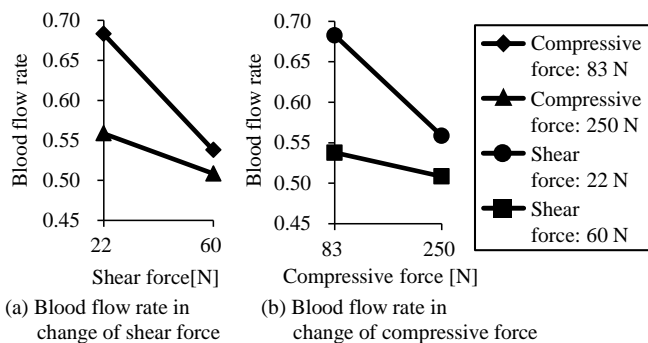 Blood flow rate
0.70
0.65
0.60
0.55
0.50
0.45
22
60
Shear force[N]
(a) Blood flow rate in
change of shear force
Blood flow rate
0.70
0.65
0.60
0.55
0.50
0.45
83
250
Compressive force [N]
(b) Blood flow rate in
change of compressive force
Compressive
force: 83 N
Compressive
force: 250 N
Shear
force: 22 N
Shear
force: 60 N